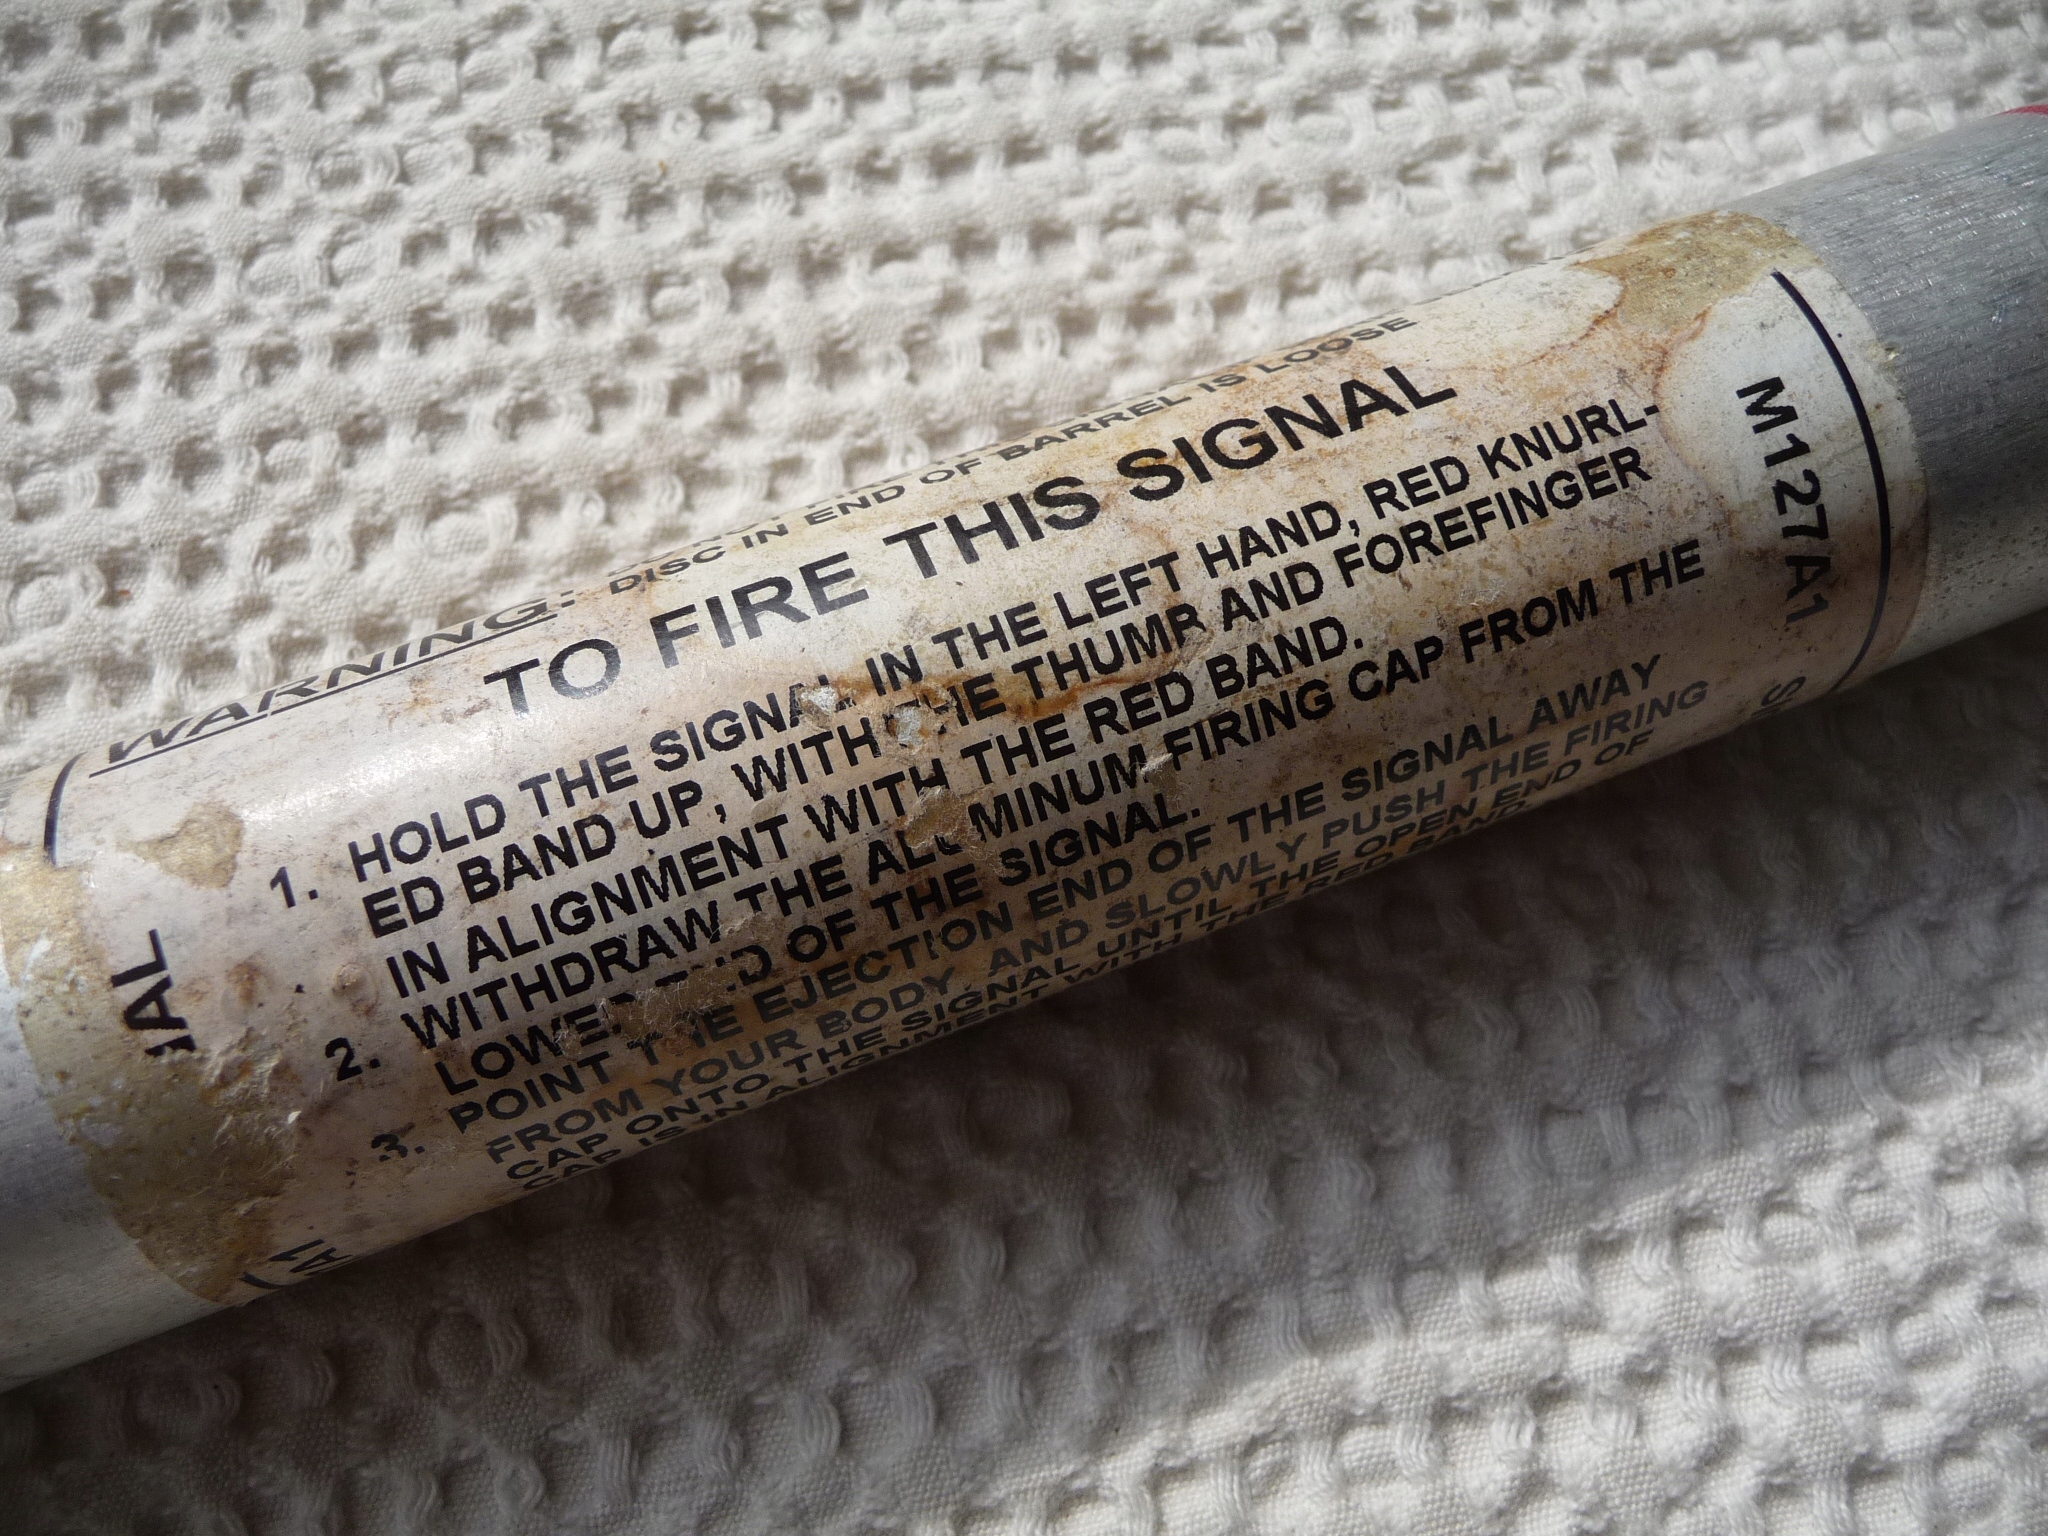 WARNING:
DISC IN END OF BARREL IS LOOSE
TO FIRE THIS SIGNAL
1. HOLD THE SIGNAL IN THE LEFT HAND, RED KNURL-
ED BAND UP, WITH THE THUMB AND FOREFINGER
IN ALIGNMENT WITH THE RED BAND.
2. WITHDRAW THE ALUMINUM FIRING CAP FROM THE
LOWER END OF THE SIGNAL.
3. POINT THE EJECTION END OF THE SIGNAL AWAY
FROM YOUR BODY, AND SLOWLY PUSH THE FIRING
CAP ONTO THE SIGNAL UNTIL THE OPEN END OF
CAP IS IN ALIGNMENT WITH THE RED BAND.
M127A1
A1